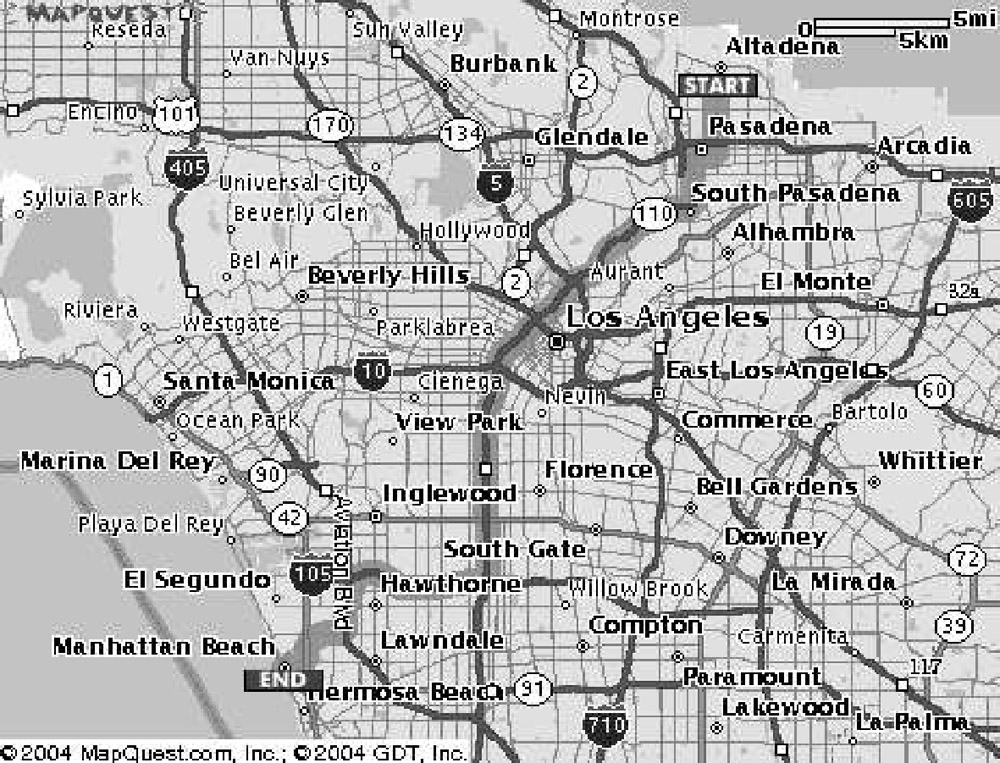 MAPQUEST
Reseda
Sun Valley
Montrose
0 5mi
5km
Altadena
Van Nuys
Burbank
2
START
Encino
101
170
134
Glendale
Pasadena
Arcadia
405
Universal City
5
Sylvia Park
South Pasadena
605
Beverly Glen
110
Hollywood
Alhambra
Bel Air
Beverly Hills
2
Aurant
El Monte
Riviera
Westgate
Parklabrea
Los Angeles
19
1
Santa Monica
10
Cienega
East Los Angeles
60
Ocean Park
View Park
Nevin
Commerce
Bartolo
Marina Del Rey
90
Inglewood
Florence
Whittier
Bell Gardens
42
Playa Del Rey
Aviation Blvd
South Gate
Downey
72
El Segundo
105
Hawthorne
Willow Brook
La Mirada
39
Manhattan Beach
Lawndale
Compton
Carmenita
117
END
Hermosa Beach
91
Paramount
710
Lakewood
La Palma
©2004 MapQuest.com, Inc.; ©2004 GDT, Inc.